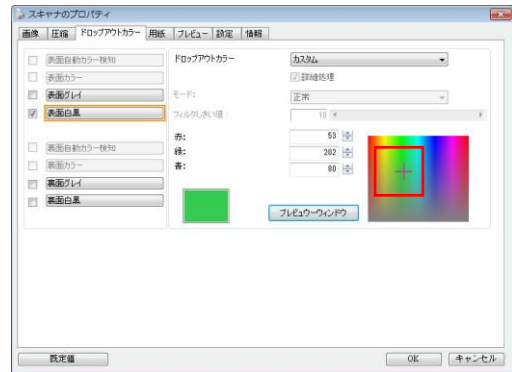 スキャナのプロパティ
画像 圧縮 ドロップアウトカラー 用紙 プレビュー 設定 情報
表面自動カラー検知
表面カラー
表面グレイ
表面白黒
裏面自動カラー検知
裏面カラー
裏面グレイ
裏面白黒
ドロップアウトカラー カスタム
詳細処理
モード: 正常
フィルタしきい値: 10
赤: 53
緑: 202
青: 80
プレビュウーウィンドウ
既定値 OK キャンセル